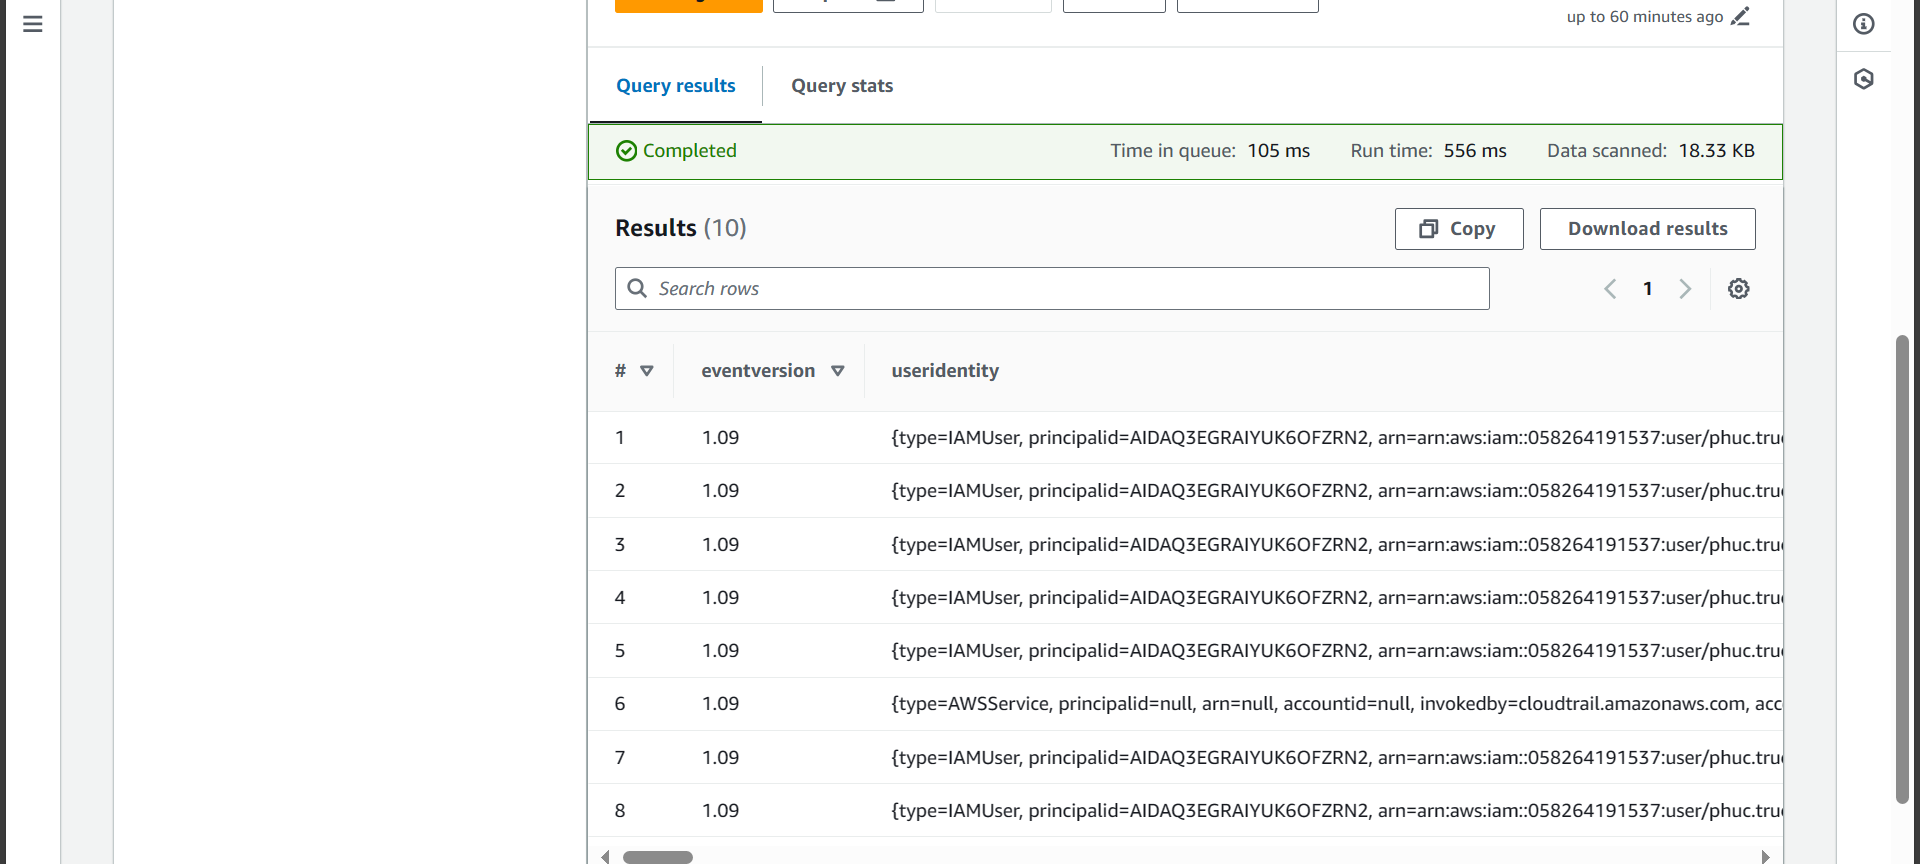 up to 60 minutes ago
Query results
Query stats
Completed
Time in queue: 105 ms
Run time: 556 ms
Data scanned: 18.33 KB
Results (10)
Copy
Download results
Search rows
1
# eventversion useridentity
1 1.09 {type=IAMUser, principalid=AIDAQ3EGRAIYUK6OFZRN2, arn=arn:aws:iam::058264191537:user/phuc.tru
2 1.09 {type=IAMUser, principalid=AIDAQ3EGRAIYUK6OFZRN2, arn=arn:aws:iam::058264191537:user/phuc.tru
3 1.09 {type=IAMUser, principalid=AIDAQ3EGRAIYUK6OFZRN2, arn=arn:aws:iam::058264191537:user/phuc.tru
4 1.09 {type=IAMUser, principalid=AIDAQ3EGRAIYUK6OFZRN2, arn=arn:aws:iam::058264191537:user/phuc.tru
5 1.09 {type=IAMUser, principalid=AIDAQ3EGRAIYUK6OFZRN2, arn=arn:aws:iam::058264191537:user/phuc.tru
6 1.09 {type=AWSService, principalid=null, arn=null, accountid=null, invokedby=cloudtrail.amazonaws.com, acc
7 1.09 {type=IAMUser, principalid=AIDAQ3EGRAIYUK6OFZRN2, arn=arn:aws:iam::058264191537:user/phuc.tru
8 1.09 {type=IAMUser, principalid=AIDAQ3EGRAIYUK6OFZRN2, arn=arn:aws:iam::058264191537:user/phuc.tru